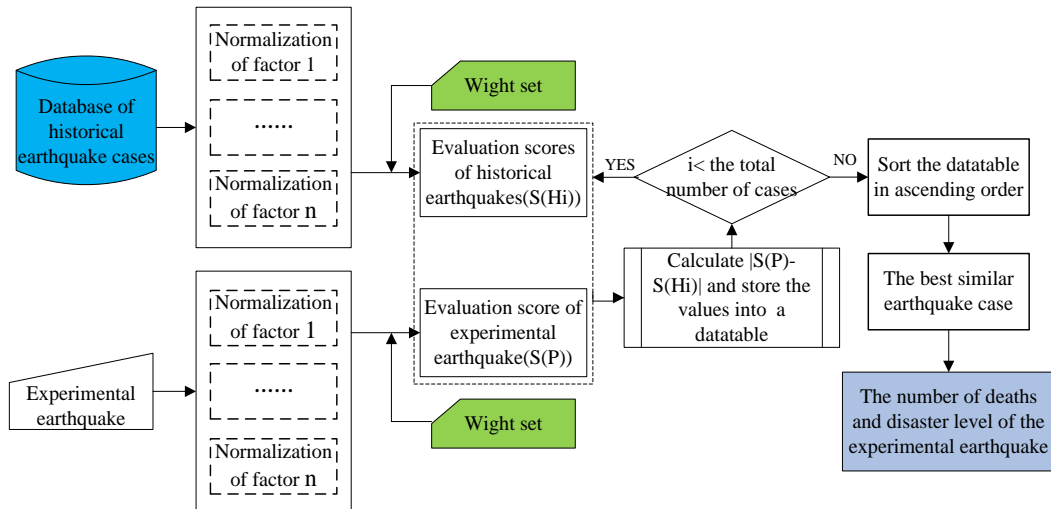 Database of
historical
earthquake cases
Normalization
of factor 1
······
Normalization
of factor n
Wight set
Evaluation scores
of historical
earthquakes(S(Hi))
YES
i< the total
number of cases
NO
Sort the datatable
in ascending order
Experimental
earthquake
Normalization
of factor 1
······
Normalization
of factor n
Wight set
Evaluation score of
experimental
earthquake(S(P))
Calculate |S(P)-
S(Hi)| and store the
values into a
datatable
The best similar
earthquake case
The number of deaths
and disaster level of the
experimental earthquake